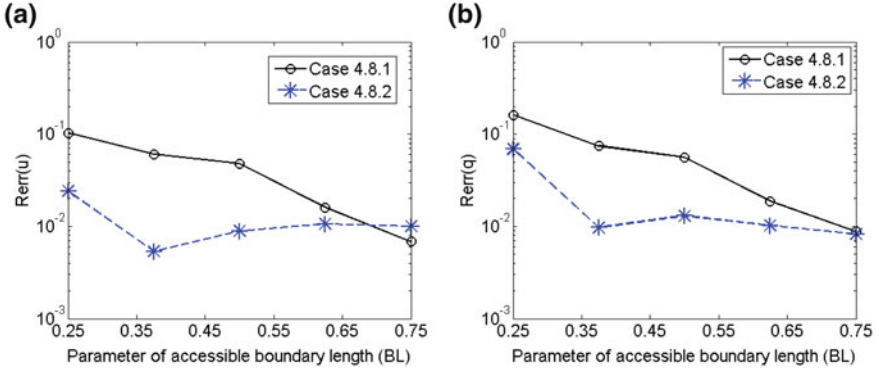 (a)
10^0
10^-1
10^-2
10^-3
Rerr(u)
Case 4.8.1
Case 4.8.2
0.25 0.35 0.45 0.55 0.65 0.75
Parameter of accessible boundary length (BL)
(b)
10^0
10^-1
10^-2
10^-3
Rerr(q)
Case 4.8.1
Case 4.8.2
0.25 0.35 0.45 0.55 0.65 0.75
Parameter of accessible boundary length (BL)